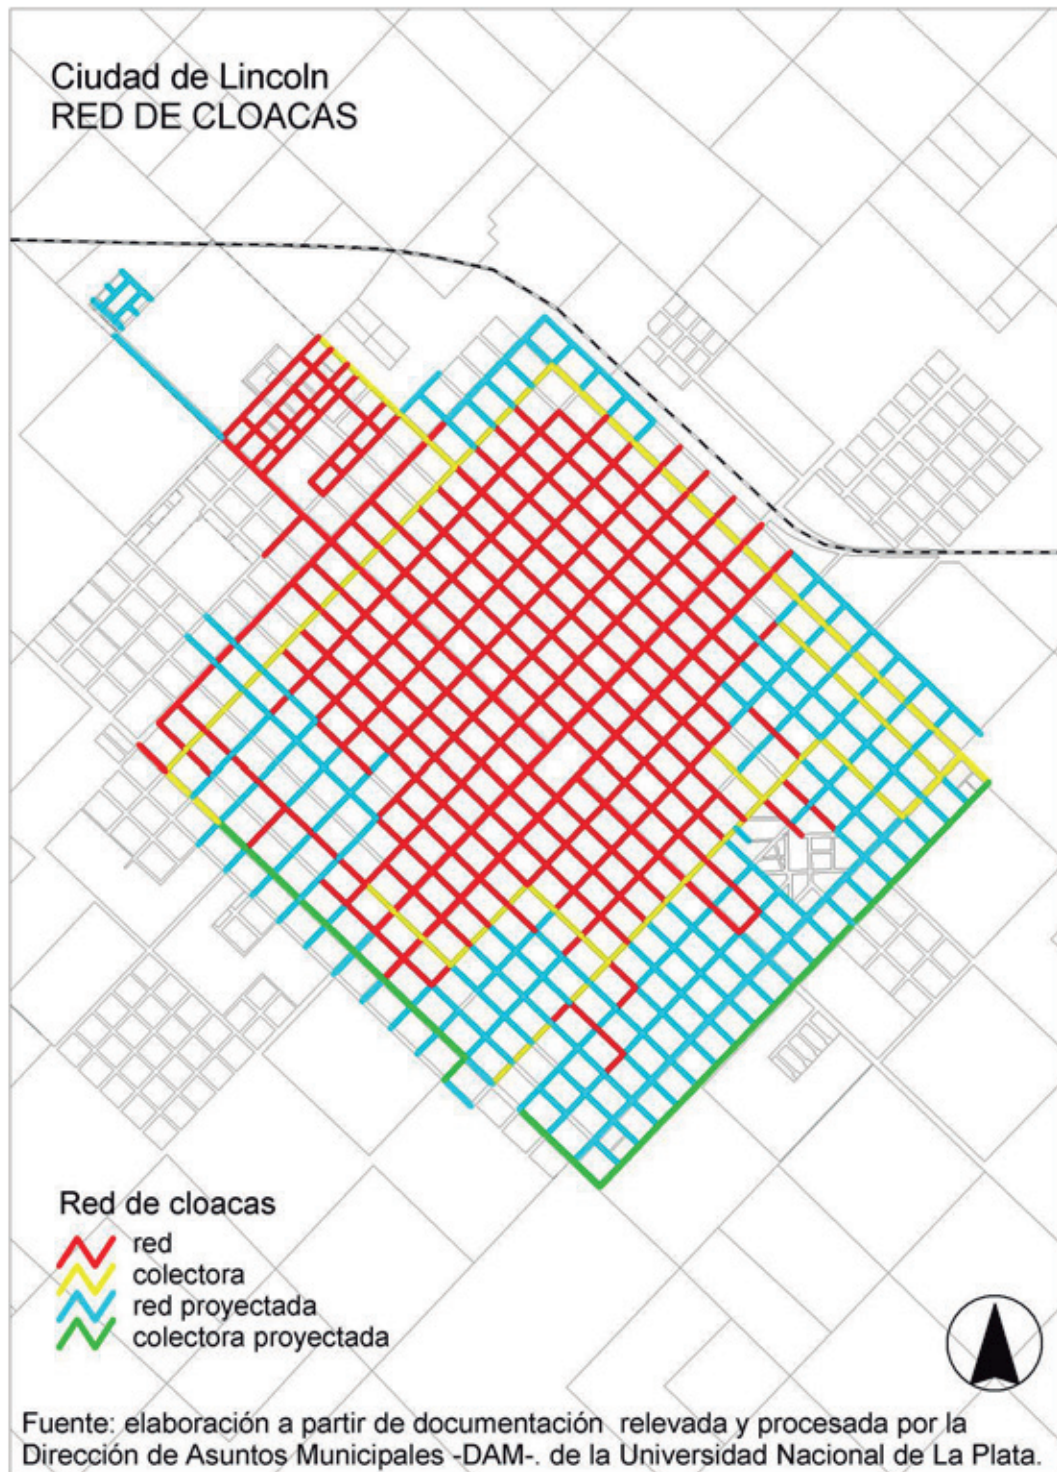 Ciudad de Lincoln
RED DE CLOACAS
Red de cloacas
red
colectora
red proyectada
colectora proyectada
Fuente: elaboración a partir de documentación relevada y procesada por la
Dirección de Asuntos Municipales -DAM-. de la Universidad Nacional de La Plata.